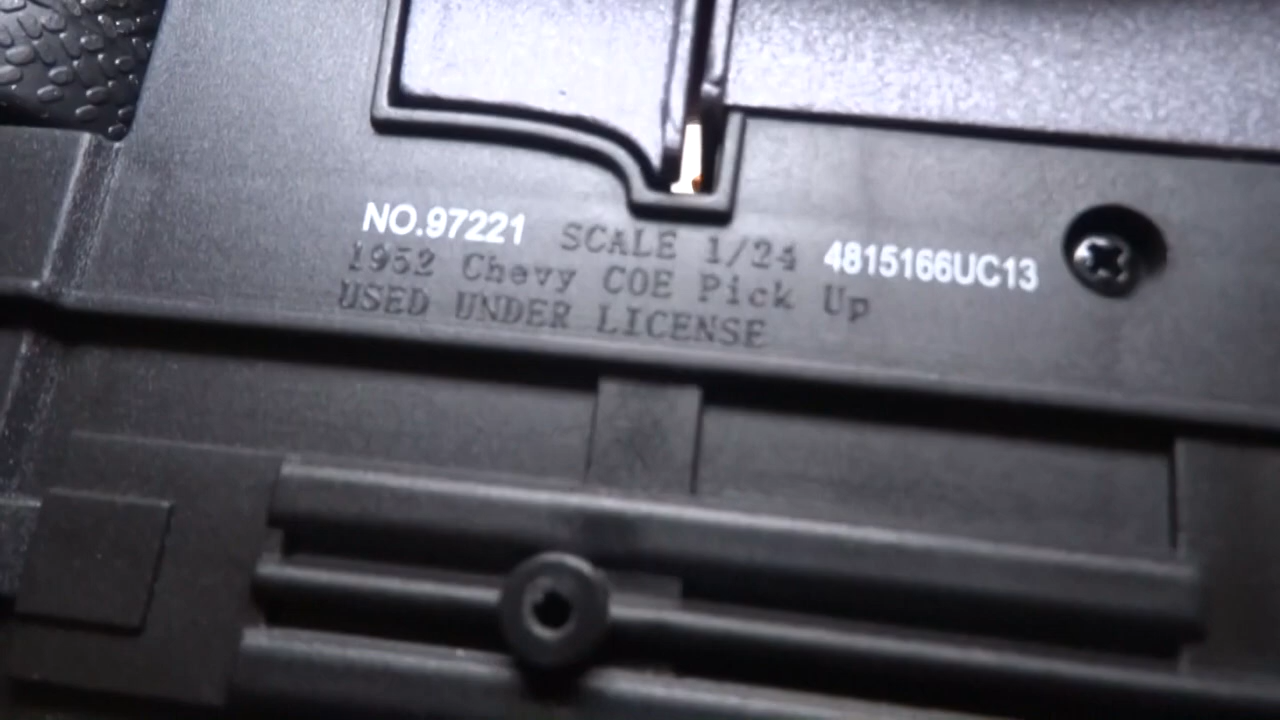 NO.97221 SCALE 1/24 4815166UC13
1952 Chevy COE Pick Up
USED UNDER LICENSE